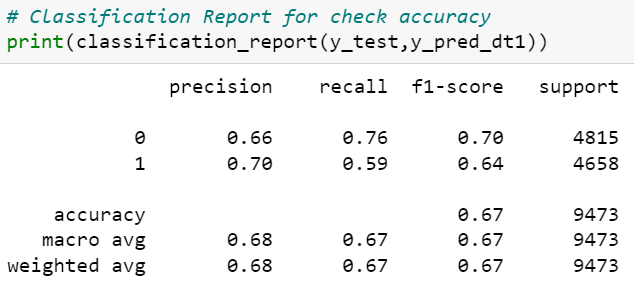 # Classification Report for check accuracy
print(classification_report(y_test,y_pred_dt1))
precision recall f1-score support
0 0.66 0.76 0.70 4815
1 0.70 0.59 0.64 4658
accuracy 0.67 9473
macro avg 0.68 0.67 0.67 9473
weighted avg 0.68 0.67 0.67 9473